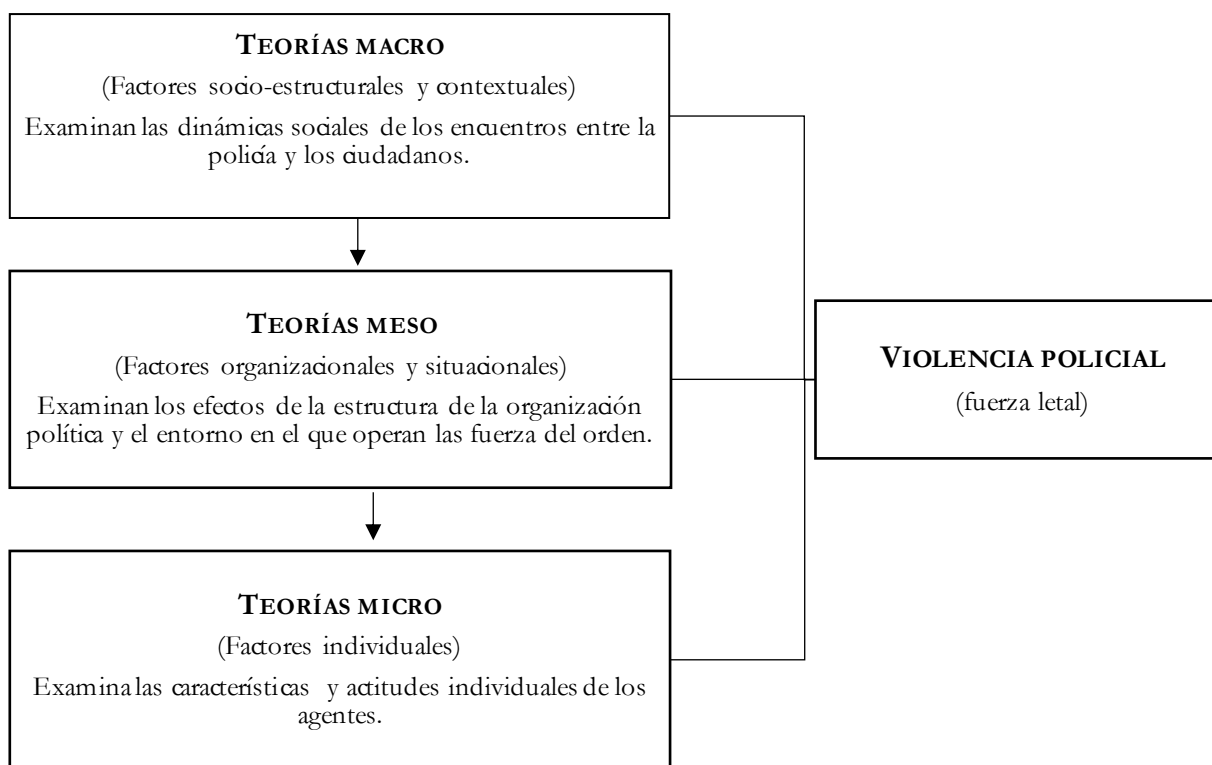 TEORÍAS MACRO
(Factores socio-estructurales y contextuales)
Examinan las dinámicas sociales de los encuentros entre la
policía y los ciudadanos.
TEORÍAS MESO
(Factores organizacionales y situacionales)
Examinan los efectos de la estructura de la organización
política y el entorno en el que operan las fuerza del orden.
VIOLENCIA POLICIAL
(fuerza letal)
TEORÍAS MICRO
(Factores individuales)
Examina las características y actitudes individuales de los
agentes.